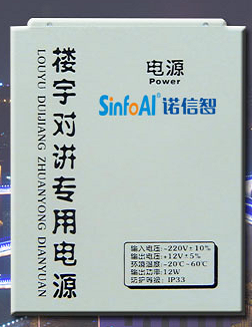 楼宇对讲专用电源
LOUYU DUIJIANG ZHUANYONG DIANYUAN
电源
Power
SinfoAI® 诺信智
输入电压:~220V±10%
输出电压:+12V±5%
环境温度:-20℃~60℃
输出功率:12W
防护等级:IP33